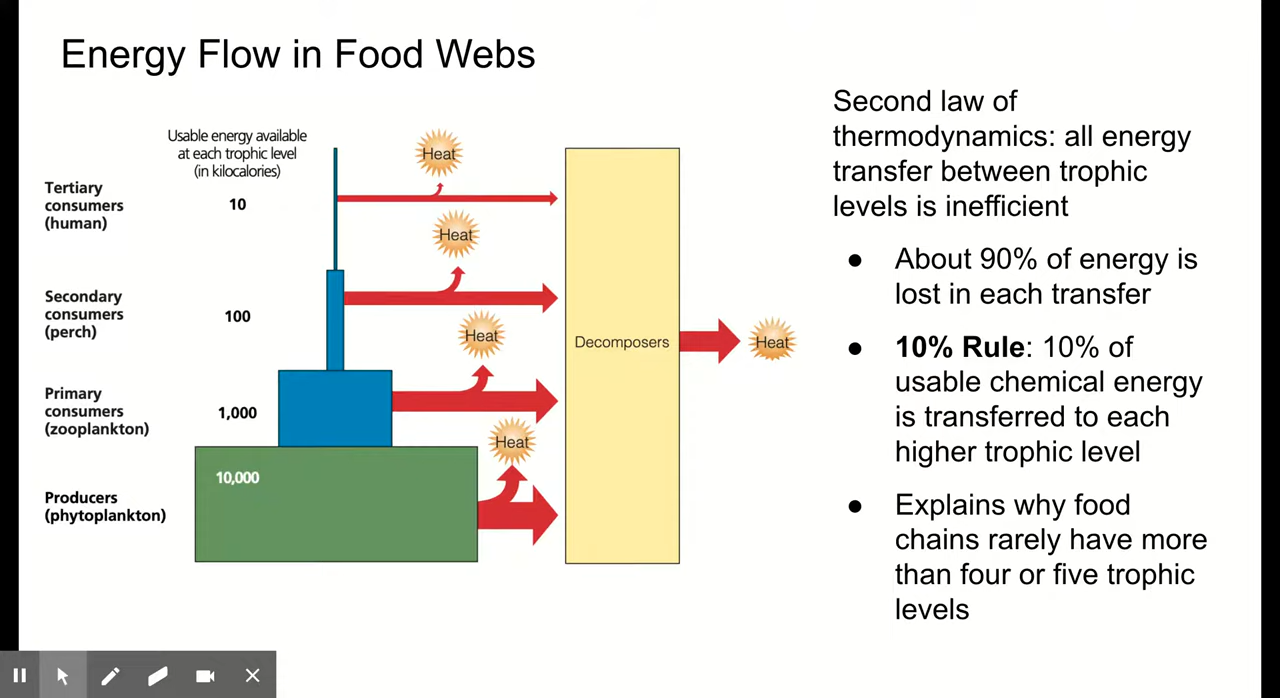 Energy Flow in Food Webs
Usable energy available
at each trophic level
(in kilocalories)
Heat
Tertiary
consumers
(human)
10
Heat
Secondary
consumers
(perch)
100
Heat
Decomposers
Heat
Primary
consumers
(zooplankton)
1,000
Heat
10,000
Producers
(phytoplankton)
Second law of
thermodynamics: all energy
transfer between trophic
levels is inefficient
● About 90% of energy is
lost in each transfer
● 10% Rule: 10% of
usable chemical energy
is transferred to each
higher trophic level
● Explains why food
chains rarely have more
than four or five trophic
levels